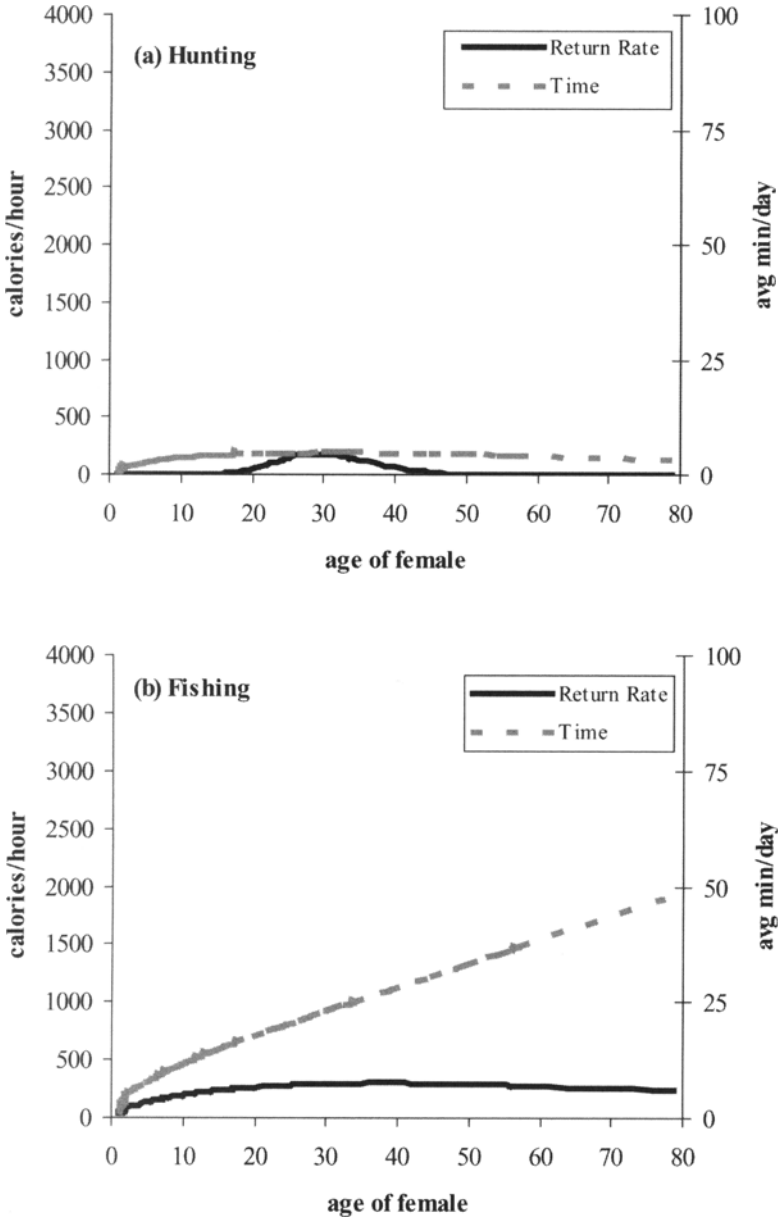 (a) Hunting
Return Rate
Time
4000
3500
3000
2500
2000
1500
1000
500
0
calories/hour
100
75
50
25
0
avg min/day
0 10 20 30 40 50 60 70 80
age of female
(b) Fishing
Return Rate
Time
4000
3500
3000
2500
2000
1500
1000
500
0
calories/hour
100
75
50
25
0
avg min/day
0 10 20 30 40 50 60 70 80
age of female